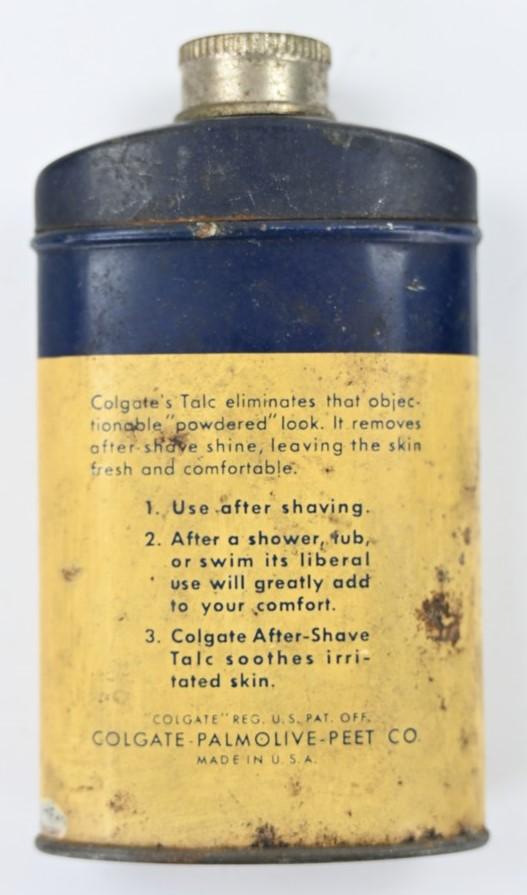 Colgate's Talc eliminates that objec-
tionable "powdered" look. It removes
after-shave shine, leaving the skin
fresh and comfortable.
1. Use after shaving.
2. After a shower, tub,
or swim its liberal
use will greatly add
to your comfort.
3. Colgate After-Shave
Talc soothes irri-
tated skin.
"COLGATE" REG. U.S. PAT. OFF.
COLGATE-PALMOLIVE-PEET CO.
MADE IN U.S.A.